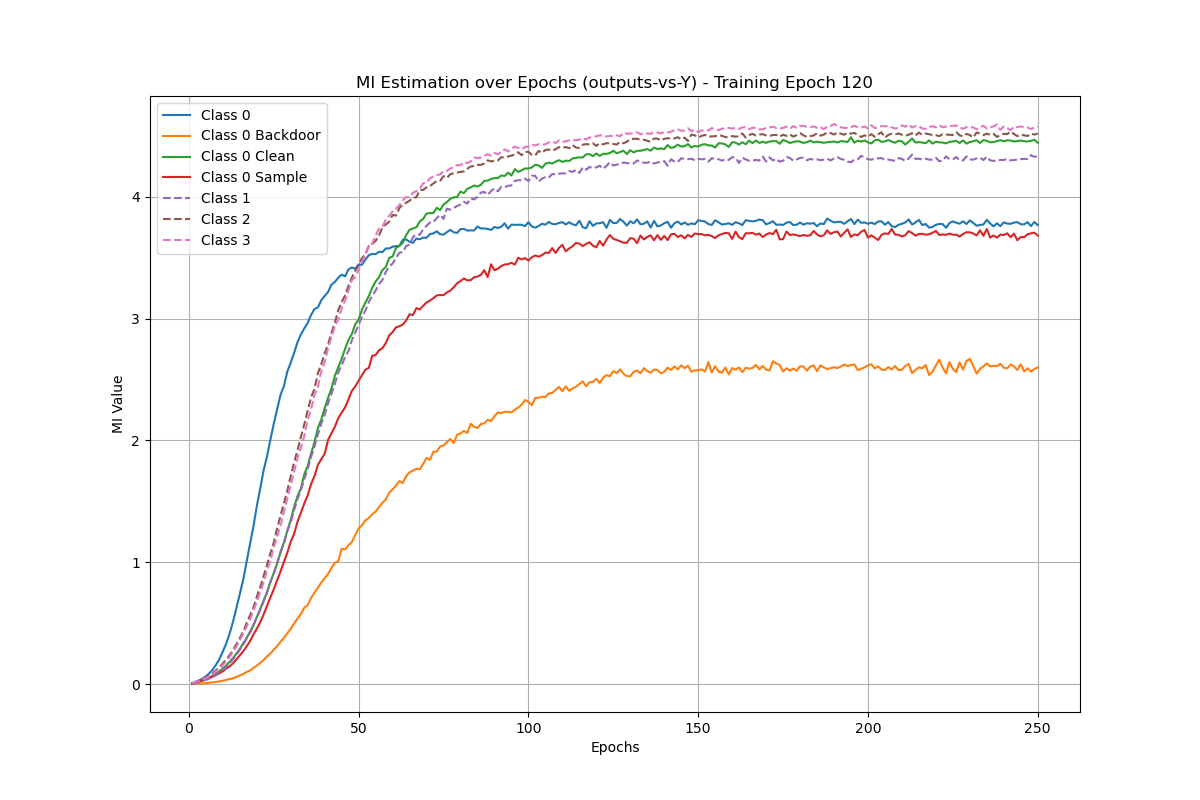 MI Estimation over Epochs (outputs-vs-Y) - Training Epoch 120
Class 0
Class 0 Backdoor
Class 0 Clean
Class 0 Sample
Class 1
Class 2
Class 3
MI Value
4
3
2
1
0
0 50 100 150 200 250
Epochs